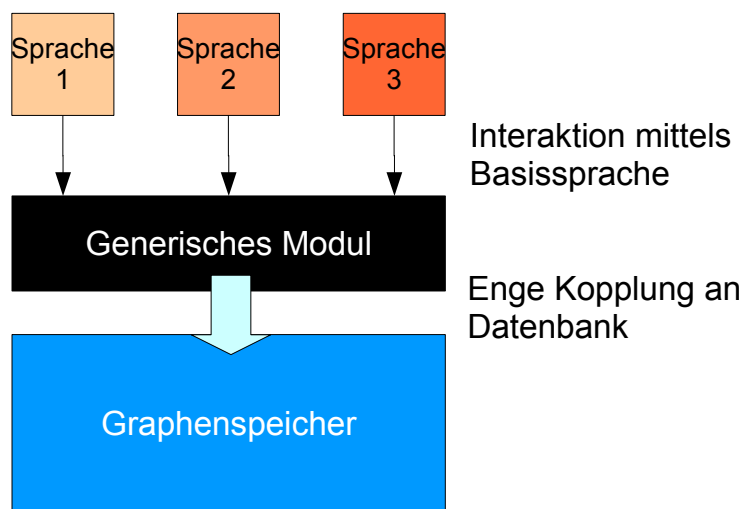 Sprache
1
Sprache
2
Sprache
3
Interaktion mittels
Basissprache
Generisches Modul
Enge Kopplung an
Datenbank
Graphenspeicher